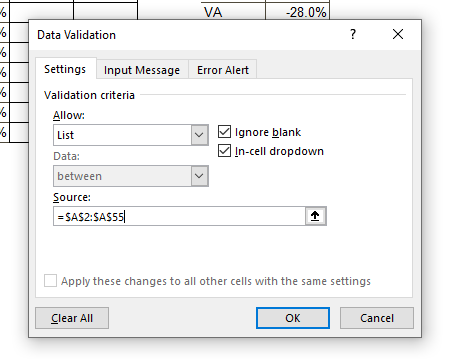 VA -28.0%
%
Data Validation ? ×
%
Settings Input Message Error Alert
%
Validation criteria
%
Allow:
%
List
Ignore blank
%
Data:
In-cell dropdown
between
Source:
=$A$2:$A$55
Apply these changes to all other cells with the same settings
Clear All OK Cancel